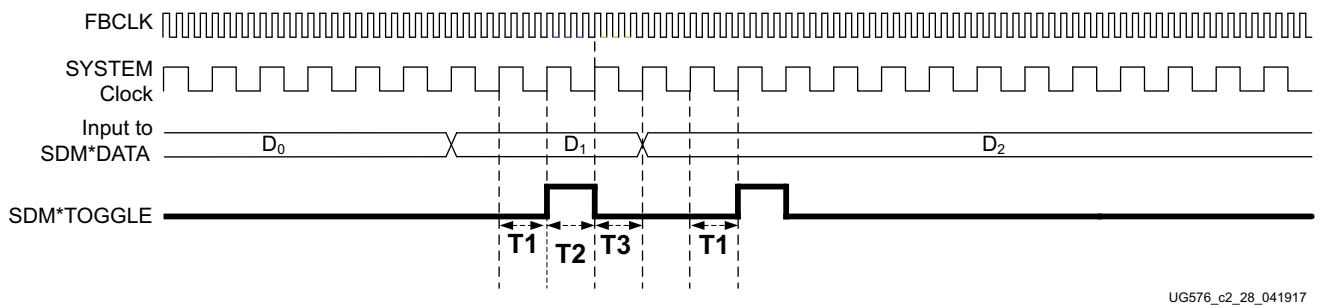 FBCLK
SYSTEM
Clock
Input to
SDM*DATA
D₀
D₁
D₂
SDM*TOGGLE
T1
T2
T3
T1
UG576_c2_28_041917